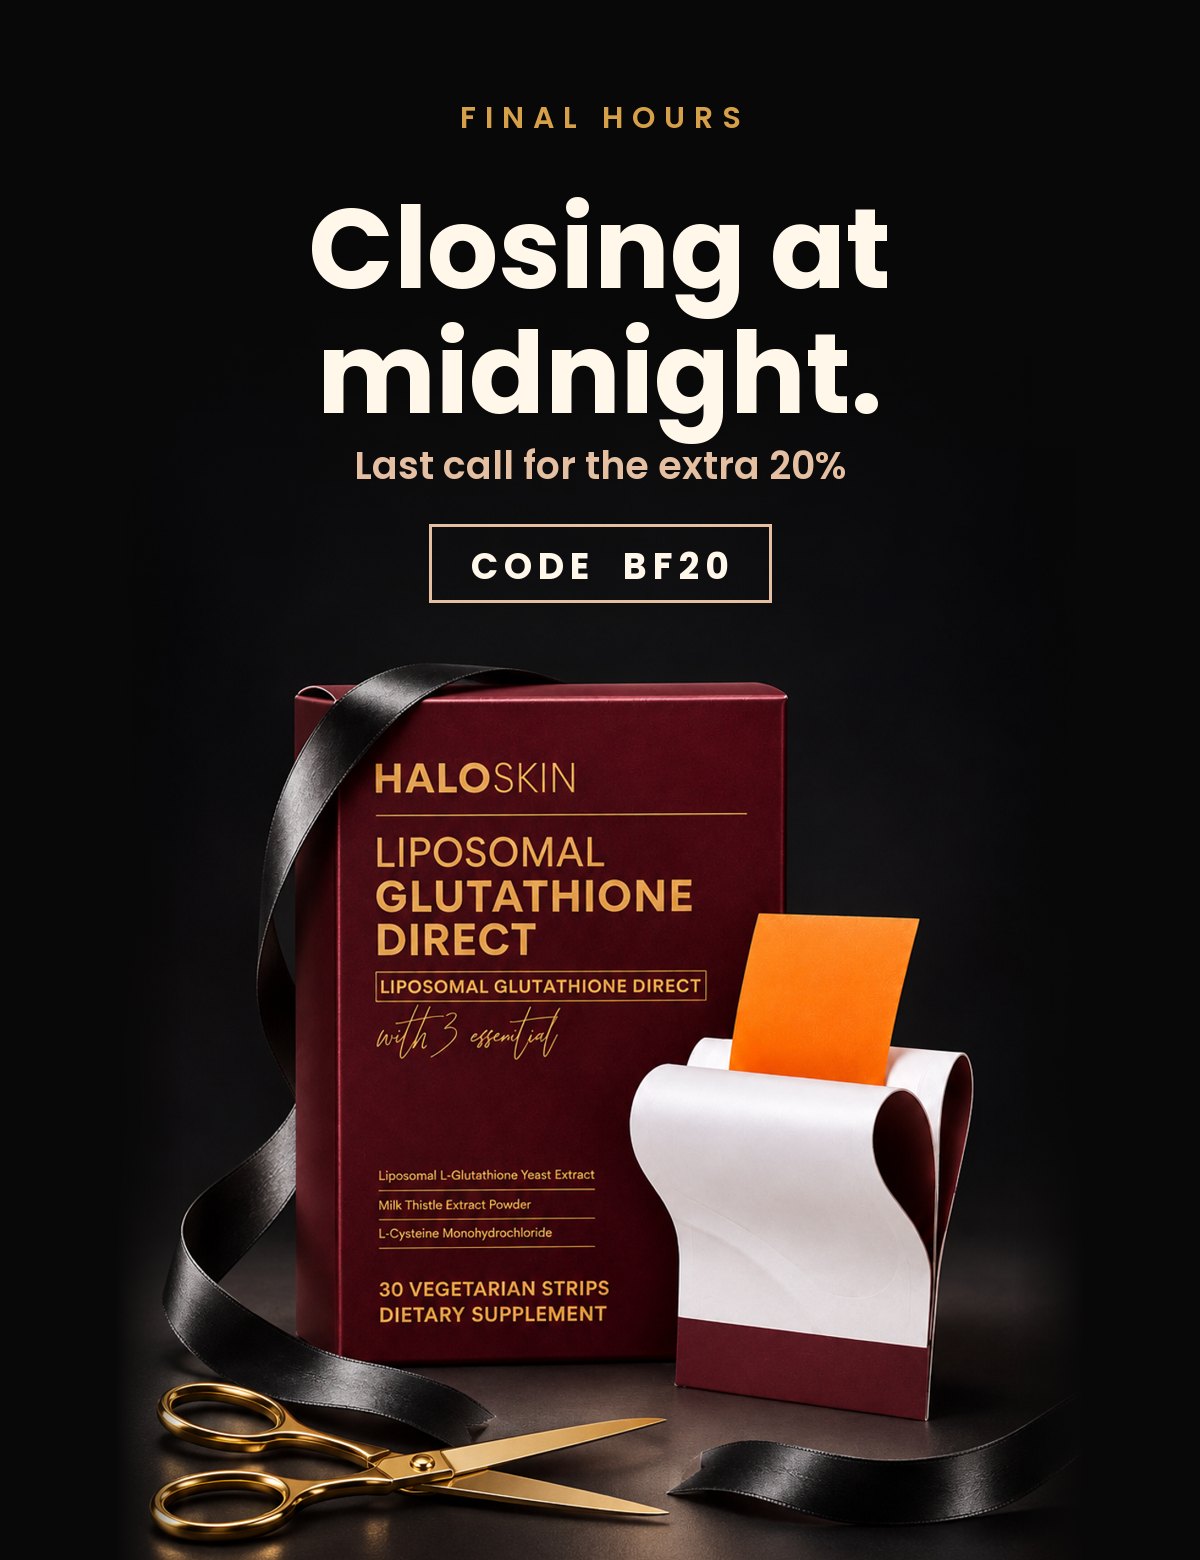 FINAL HOURS
Closing at
midnight.
Last call for the extra 20%
CODE BF20
HALOSKIN
LIPOSOMAL
GLUTATHIONE
DIRECT
LIPOSOMAL GLUTATHIONE DIRECT
with 3 essential
Liposomal L-Glutathione Yeast Extract
Milk Thistle Extract Powder
L-Cysteine Monohydrochloride
30 VEGETARIAN STRIPS
DIETARY SUPPLEMENT